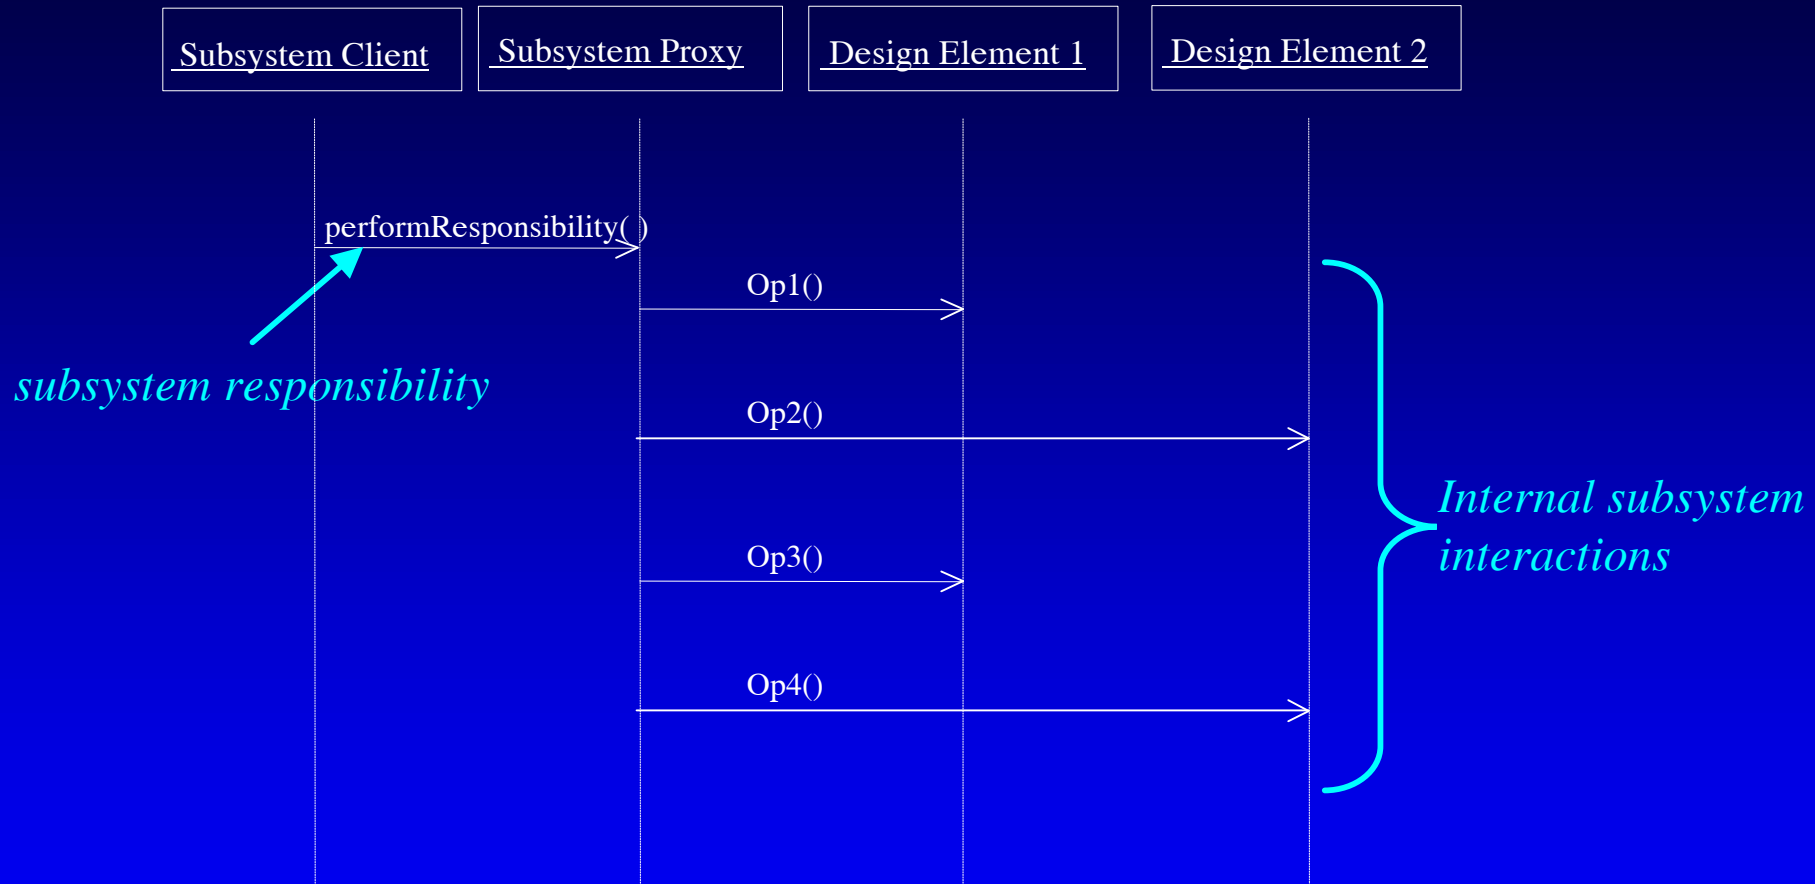 Subsystem Client
Subsystem Proxy
Design Element 1
Design Element 2
performResponsibility( )
Op1()
subsystem responsibility
Op2()
Internal subsystem
interactions
Op3()
Op4()